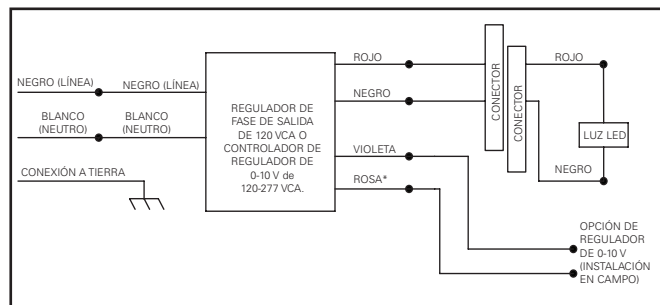 NEGRO (LÍNEA)
NEGRO (LÍNEA)
BLANCO
(NEUTRO)
BLANCO
(NEUTRO)
CONEXIÓN A TIERRA
REGULADOR DE
FASE DE SALIDA
DE 120 VCA O
CONTROLADOR DE
REGULADOR DE
0-10 V de
120-277 VCA.
ROJO
NEGRO
VIOLETA
ROSA*
CONECTOR
CONECTOR
ROJO
LUZ LED
NEGRO
OPCIÓN DE
REGULADOR
DE 0-10 V
(INSTALACIÓN
EN CAMPO)